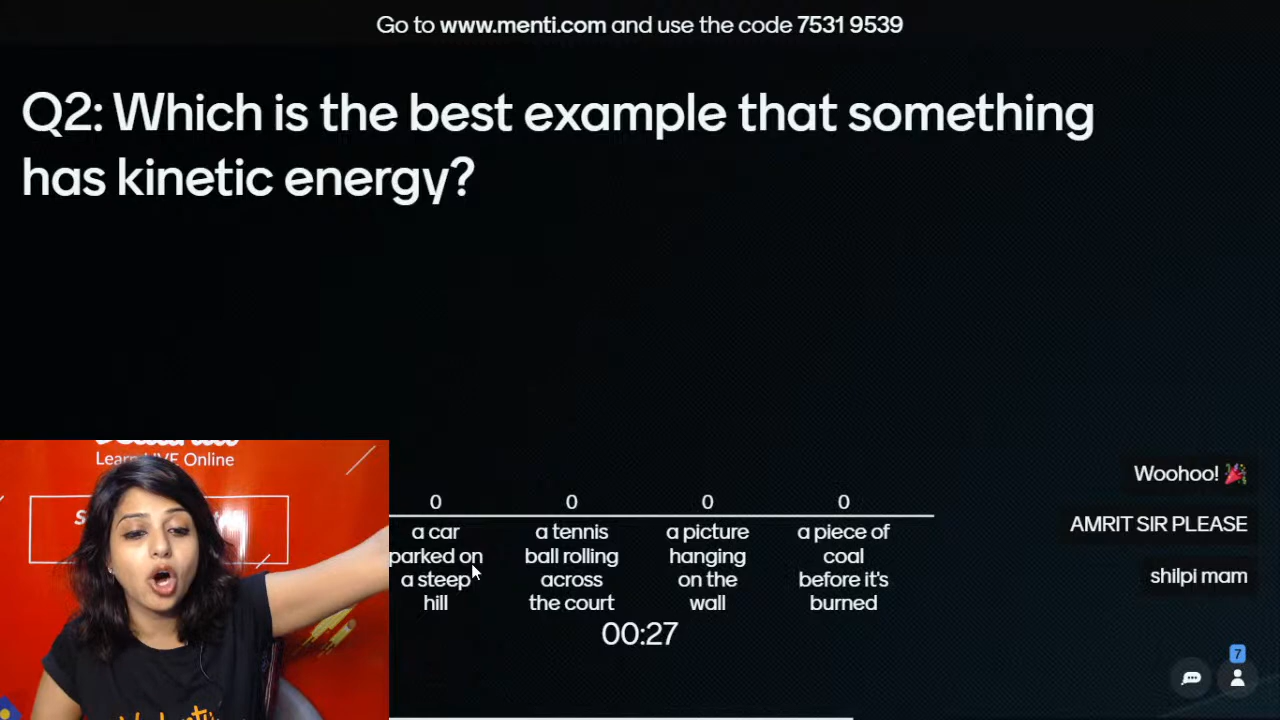 Go to www.menti.com and use the code 7531 9539
Q2: Which is the best example that something
has kinetic energy?
Learn LIVE Online
Woohoo! 🎉
AMRIT SIR PLEASE
shilpi mam
0
a car
parked on
a steep
hill
0
a tennis
ball rolling
across
the court
0
a picture
hanging
on the
wall
0
a piece of
coal
before it's
burned
00:27
7